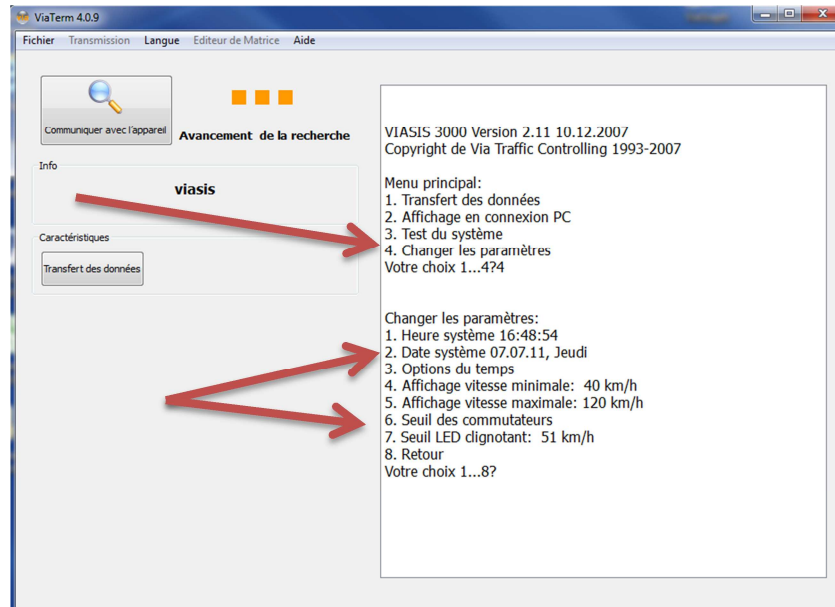 ViaTerm 4.0.9
Fichier Transmission Langue Editeur de Matrice Aide
Communiquer avec l'appareil
Avancement de la recherche
Info
viasis
Caractéristiques
Transfert des données
VIASIS 3000 Version 2.11 10.12.2007
Copyright de Via Traffic Controlling 1993-2007
Menu principal:
1. Transfert des données
2. Affichage en connexion PC
3. Test du système
4. Changer les paramètres
Votre choix 1...4?4
Changer les paramètres:
1. Heure système 16:48:54
2. Date système 07.07.11, Jeudi
3. Options du temps
4. Affichage vitesse minimale: 40 km/h
5. Affichage vitesse maximale: 120 km/h
6. Seuil des commutateurs
7. Seuil LED clignotant: 51 km/h
8. Retour
Votre choix 1...8?